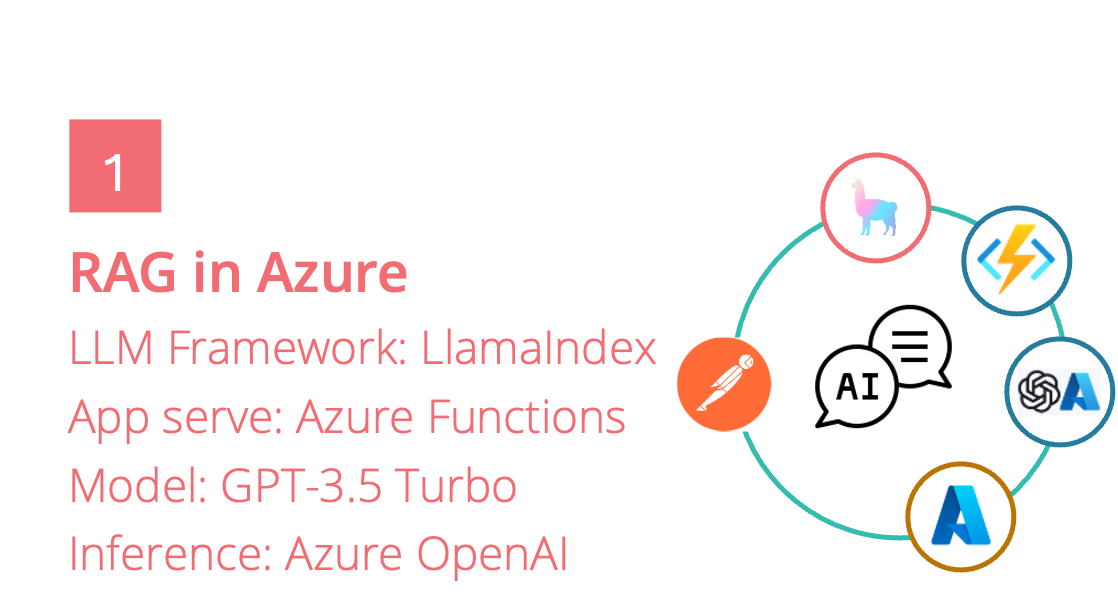 1
RAG in Azure
LLM Framework: LlamaIndex
App serve: Azure Functions
Model: GPT-3.5 Turbo
Inference: Azure OpenAI
AI